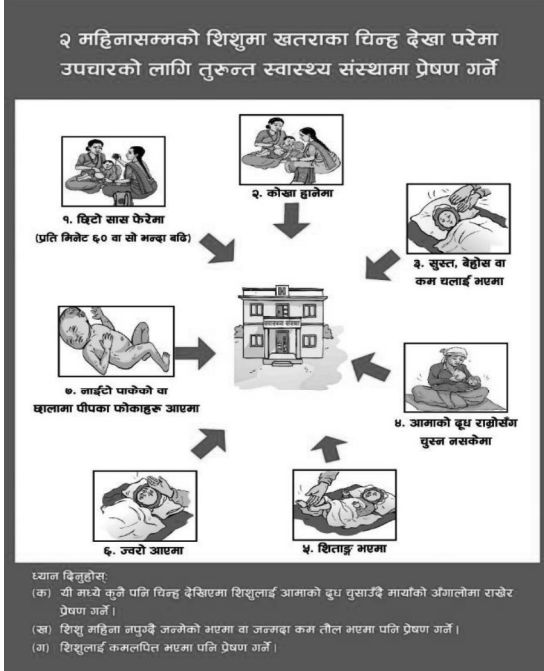 २ महिनासम्मको शिशुमा खतराका चिन्ह देखा परेमा
उपचारको लागि तुरुन्त स्वास्थ्य संस्थामा प्रेषण गर्ने
१. छिटो सास फेरेमा
(प्रति मिनेट ६० वा सो भन्दा बढि)
२. कोखा हानेमा
३. सुस्त, बेहोस वा
कम चलाई भएमा
स्वास्थ्य संस्था
७. नाईटो पाकेको वा
छालामा पीपका फोकाहरू आएमा
४. आमाको दूध राम्रोसँग
चुस्न नसकेमा
६. ज्वरो आएमा
५. शिताङ्ग भएमा
ध्यान दिनुहोस्:
(क) यी मध्ये कुनै पनि चिन्ह देखिएमा शिशुलाई आमाको दुध चुसाउँदै मायाँको अँगालोमा राखेर
प्रेषण गर्ने ।
(ख) शिशु महिना नपुग्दै जन्मेको भएमा वा जन्मदा कम तौल भएमा पनि प्रेषण गर्ने ।
(ग) शिशुलाई कमलपित भएमा पनि प्रेषण गर्ने ।